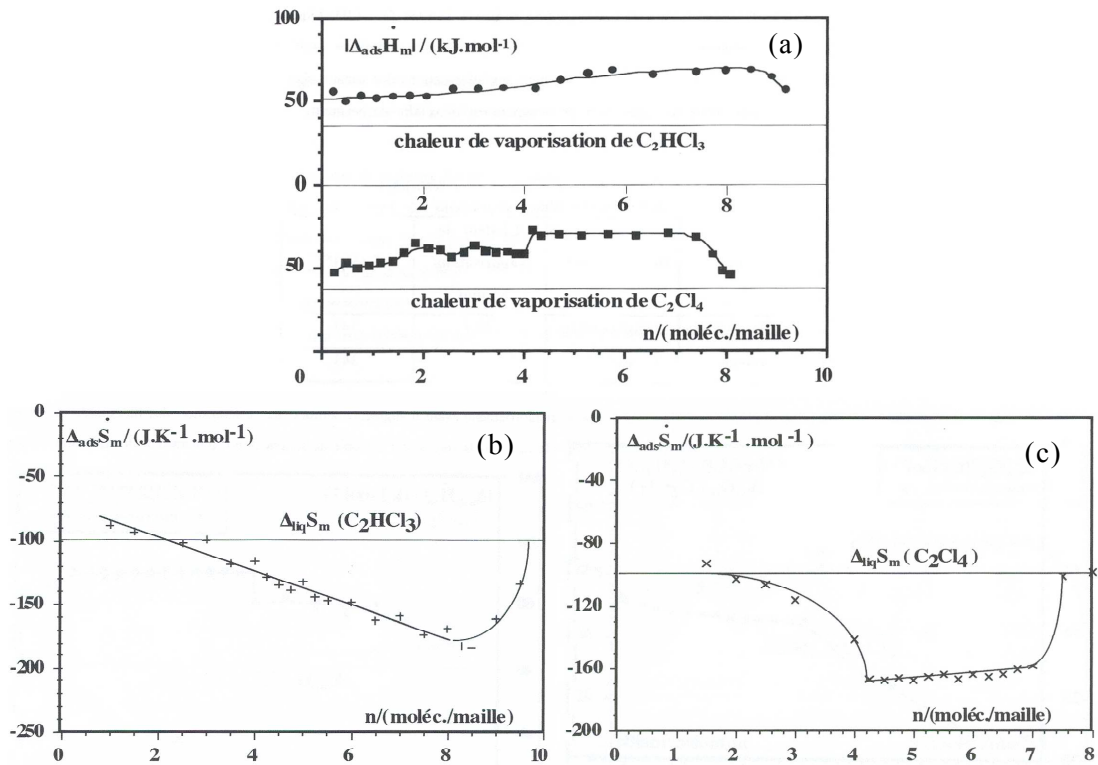 100
|ΔadsḢm| / (kJ.mol-1)
(a)
50
chaleur de vaporisation de C2HCl3
0
2 4 6 8
50
chaleur de vaporisation de C2Cl4
n/(moléc./maille)
0 2 4 6 8 10
0
ΔadsṠm/ (J.K-1 .mol-1)
(b)
-50
ΔliqSm (C2HCl3)
-100
-150
-200
n/(moléc./maille)
-250
0 2 4 6 8 10
0
ΔadsṠm/(J.K-1 .mol -1)
(c)
-40
-80
ΔliqSm ( C2Cl4)
-120
-160
n/(moléc./maille)
-200
0 1 2 3 4 5 6 7 8